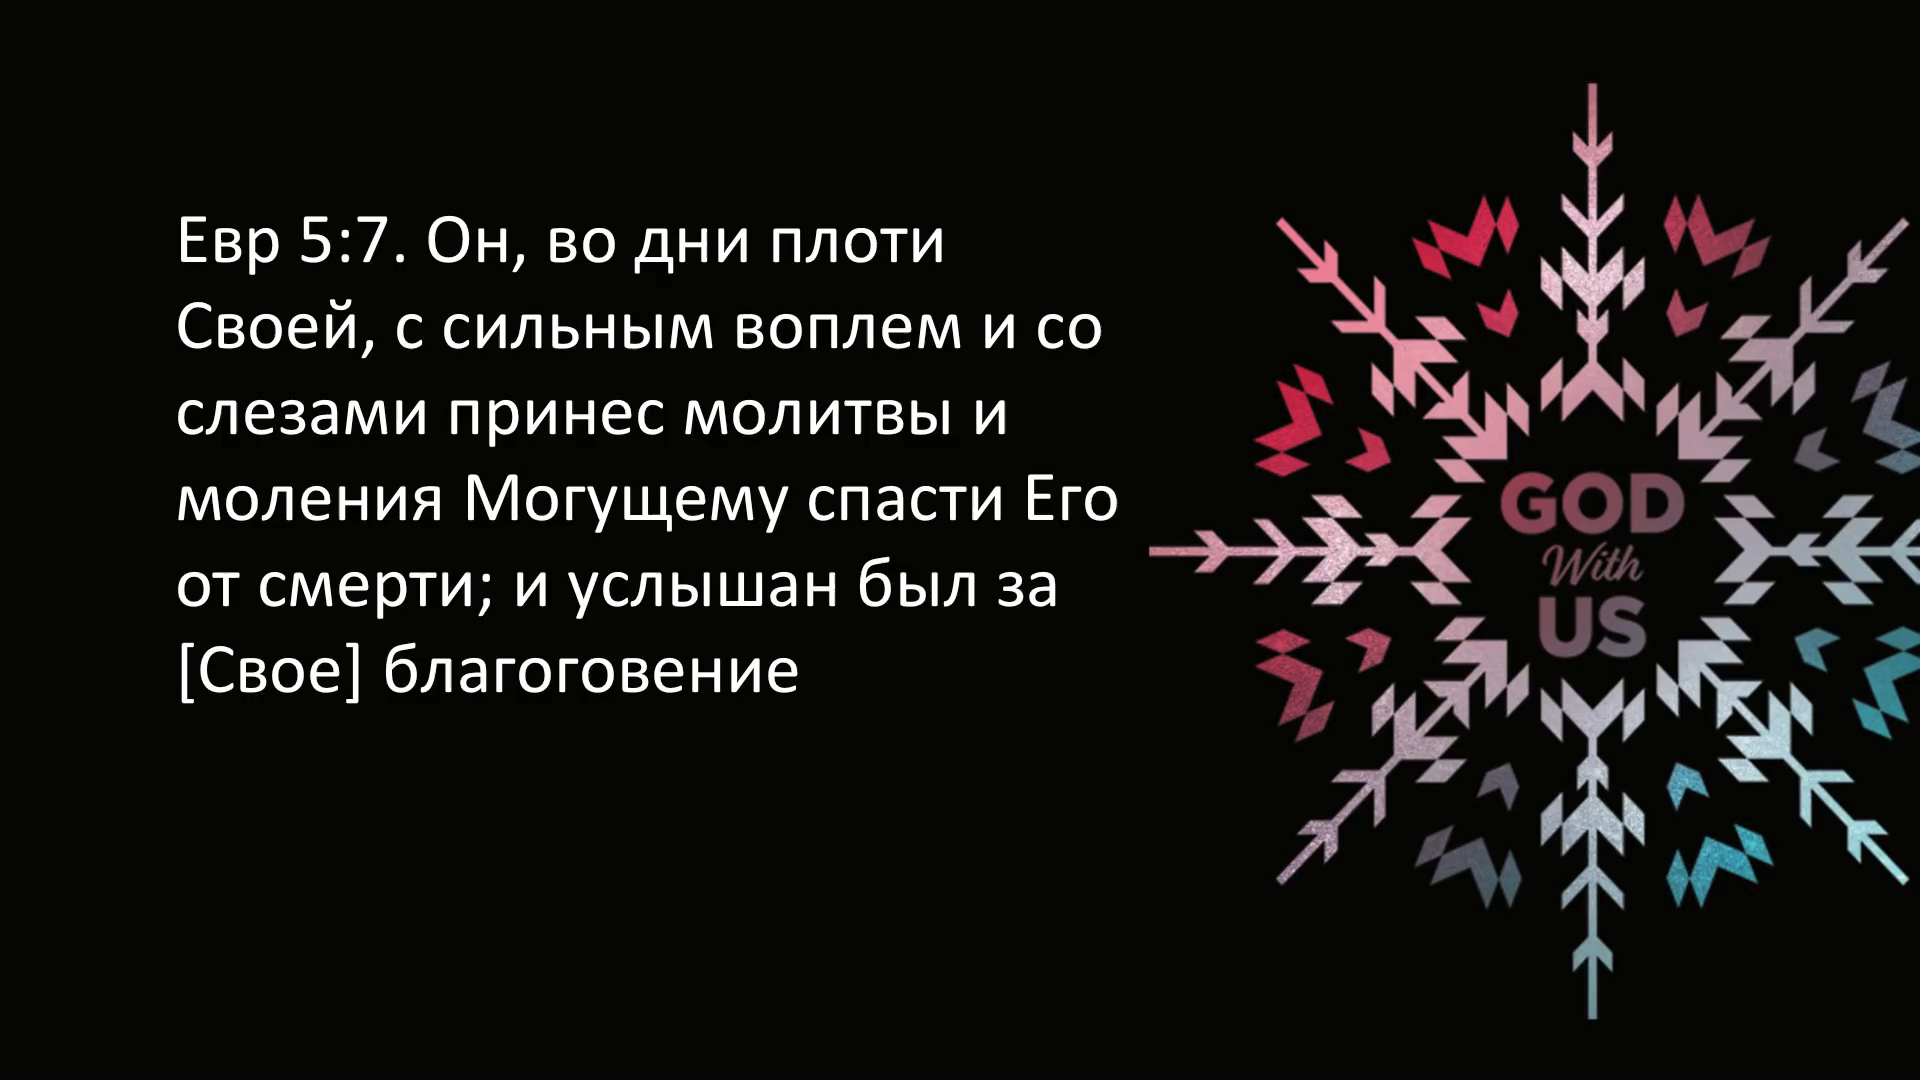 Евр 5:7. Он, во дни плоти
Своей, с сильным воплем и со
слезами принес молитвы и
моления Могущему спасти Его
от смерти; и услышан был за
[Свое] благоговение
GOD
With
US